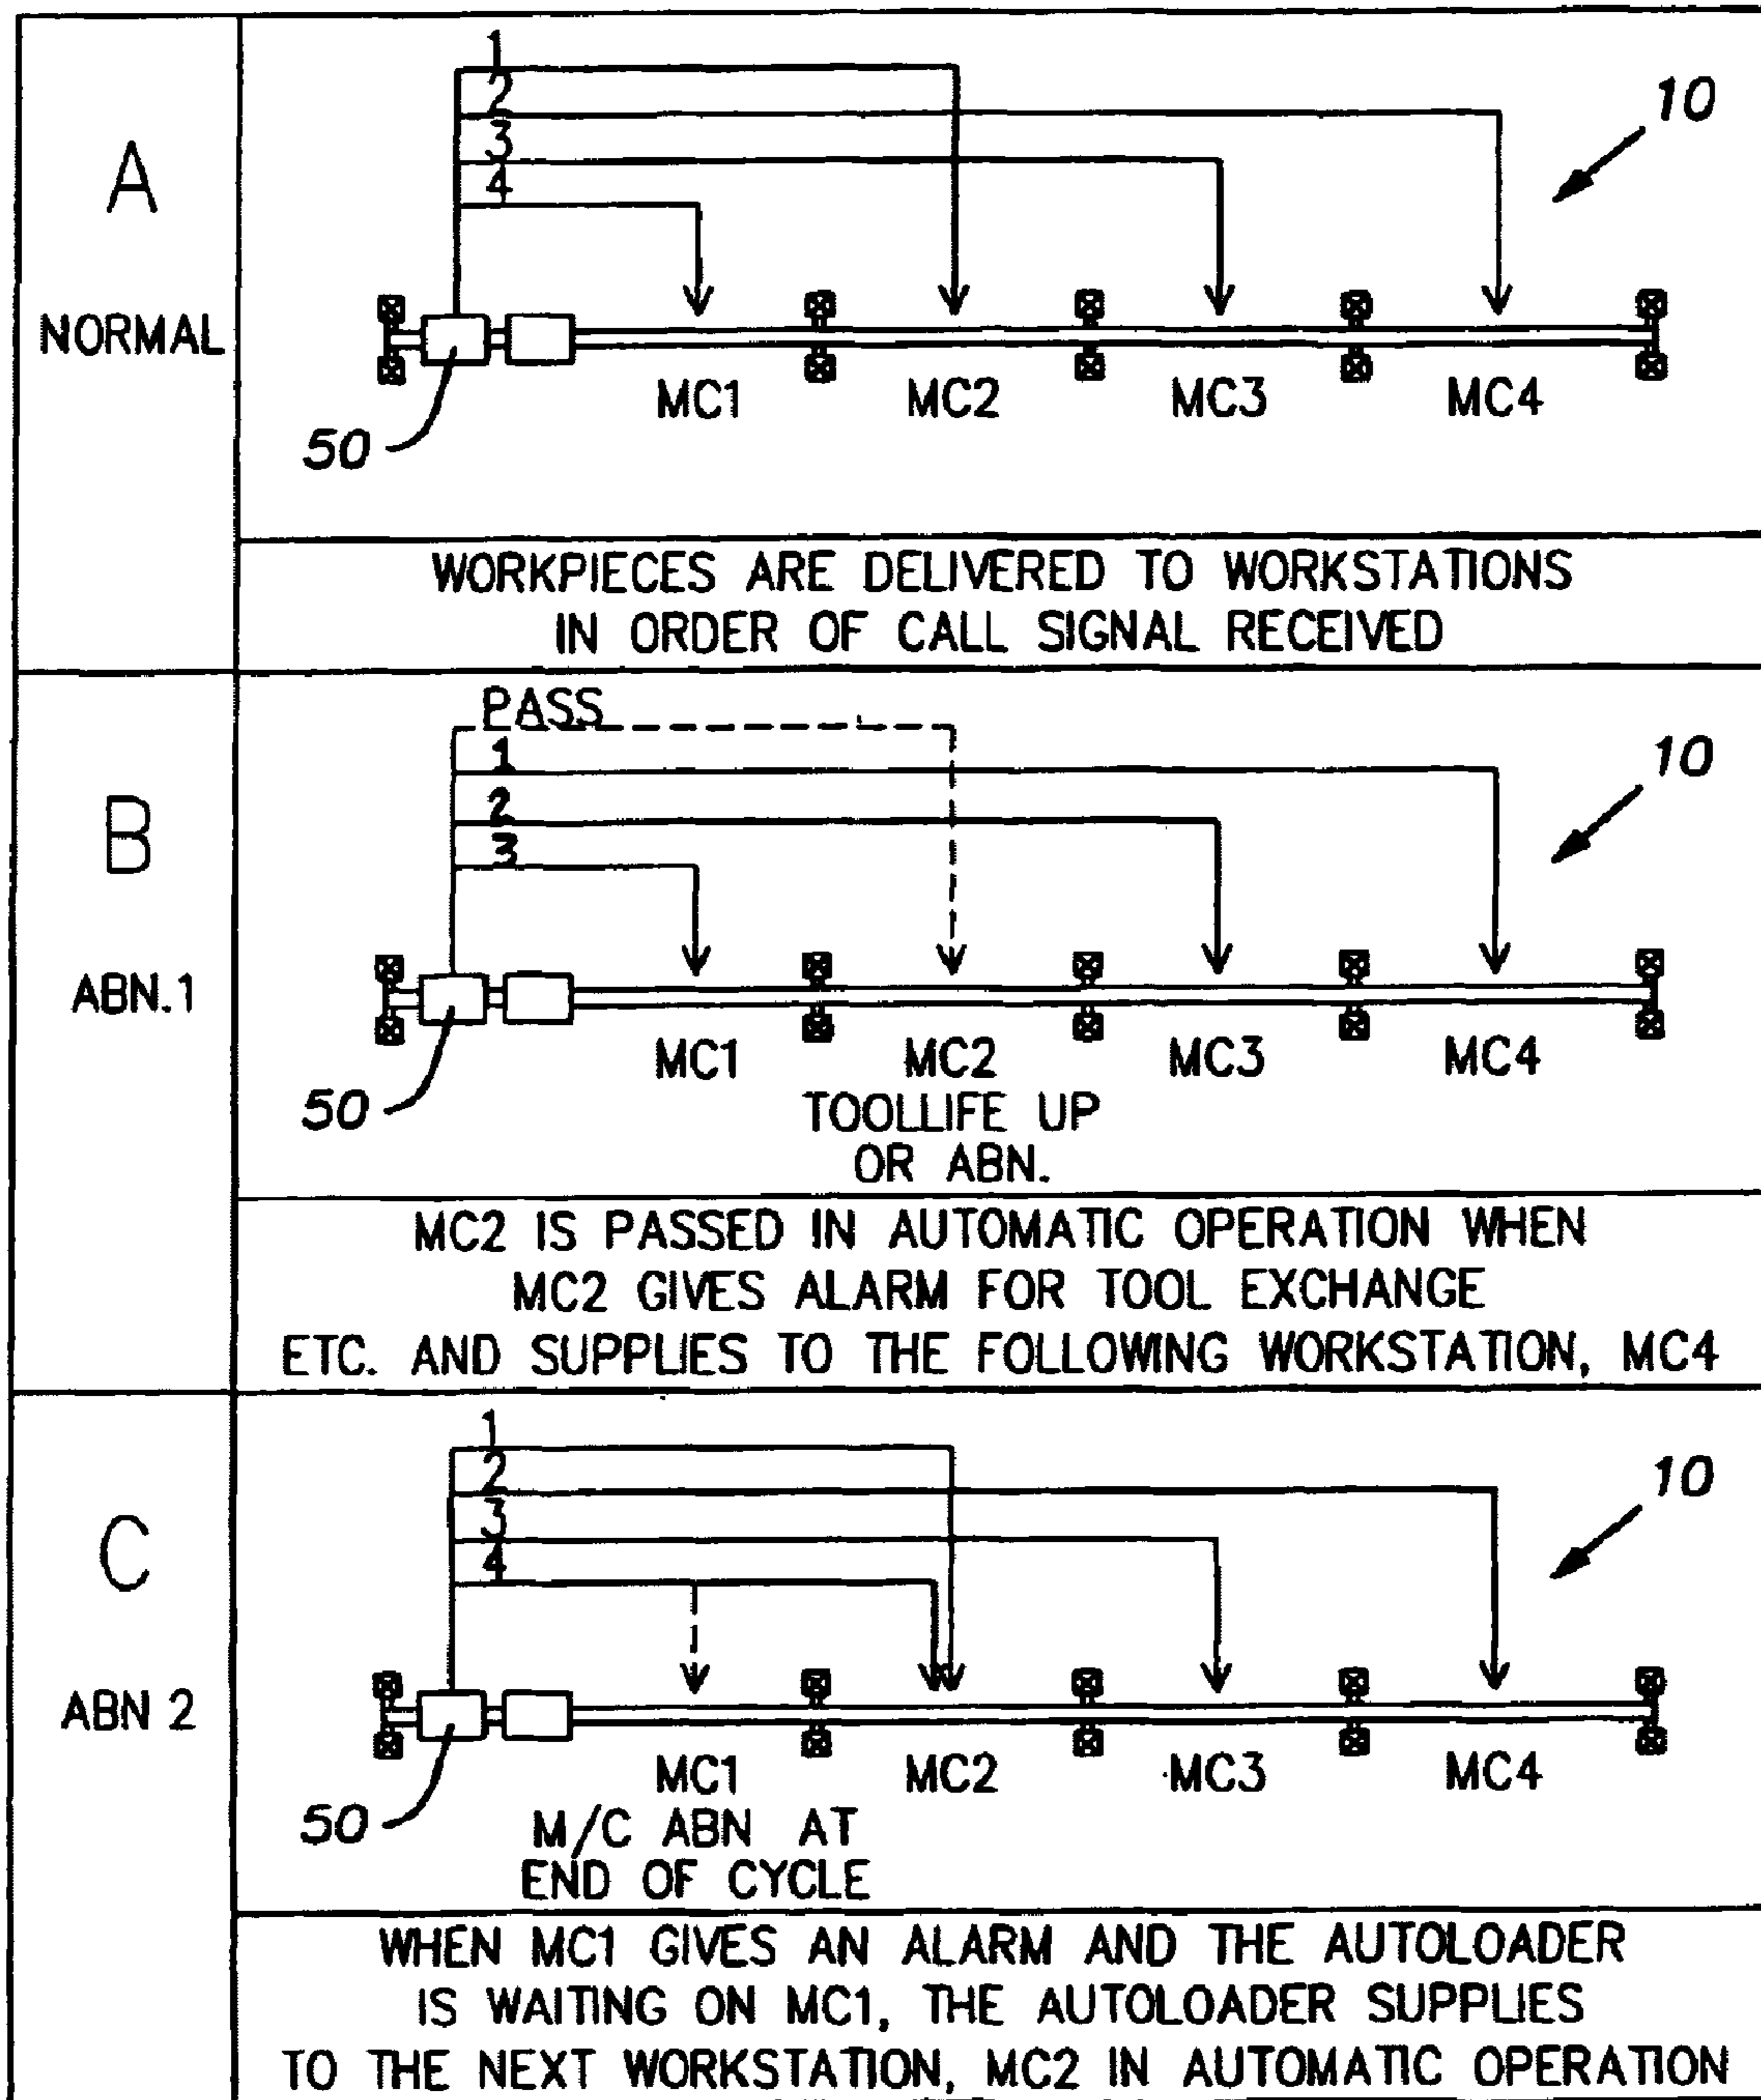 A
NORMAL
1
2
3
4
10
50
MC1 MC2 MC3 MC4
WORKPIECES ARE DELIVERED TO WORKSTATIONS
IN ORDER OF CALL SIGNAL RECEIVED
B
ABN.1
PASS
1
2
3
10
50
MC1 MC2 MC3 MC4
TOOLLIFE UP
OR ABN.
MC2 IS PASSED IN AUTOMATIC OPERATION WHEN
MC2 GIVES ALARM FOR TOOL EXCHANGE
ETC. AND SUPPLIES TO THE FOLLOWING WORKSTATION, MC4
C
ABN 2
1
2
3
4
10
50
MC1 MC2 MC3 MC4
M/C ABN AT
END OF CYCLE
WHEN MC1 GIVES AN ALARM AND THE AUTOLOADER
IS WAITING ON MC1, THE AUTOLOADER SUPPLIES
TO THE NEXT WORKSTATION, MC2 IN AUTOMATIC OPERATION